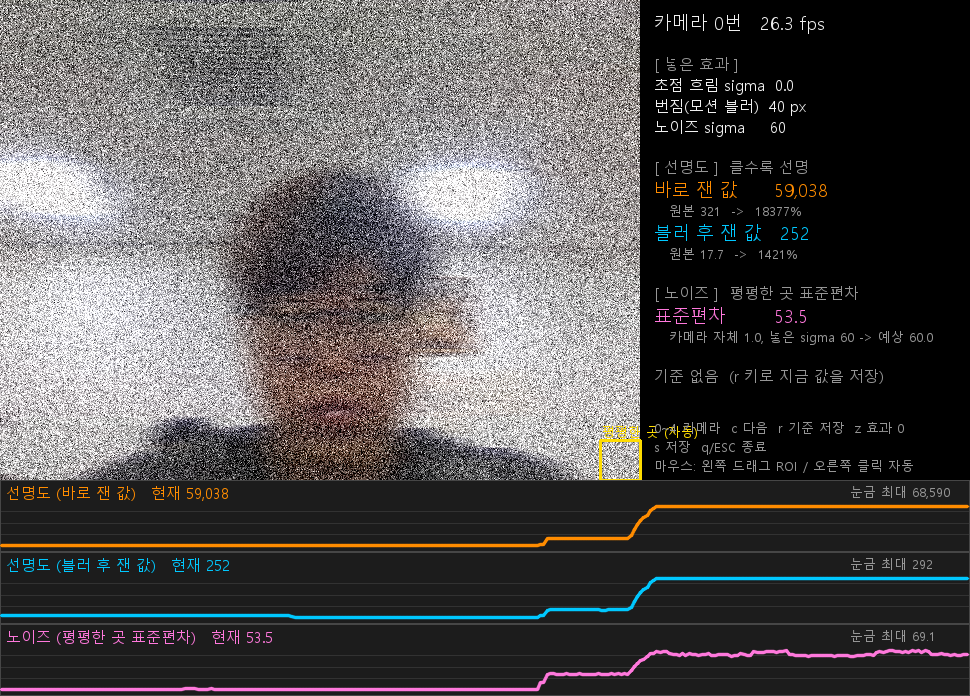 카메라 0번 26.3 fps
[ 넣은 효과 ]
초점 흐림 sigma 0.0
번짐(모션 블러) 40 px
노이즈 sigma 60
[ 선명도 ] 클수록 선명
바로 잰 값 59,038
원본 321 -> 18377%
블러 후 잰 값 252
원본 17.7 -> 1421%
[ 노이즈 ] 평평한 곳 표준편차
표준편차 53.5
카메라 자체 1.0, 넣은 sigma 60 -> 예상 60.0
기준 없음 (r 키로 지금 값을 저장)
곳 (자동)
카메라 c 다음 r 기준 저장 z 효과 0
s 저장 q/ESC 종료
마우스: 왼쪽 드래그 ROI / 오른쪽 클릭 자동
선명도 (바로 잰 값) 현재 59,038 눈금 최대 68,590
선명도 (블러 후 잰 값) 현재 252 눈금 최대 292
노이즈 (평평한 곳 표준편차) 현재 53.5 눈금 최대 69.1